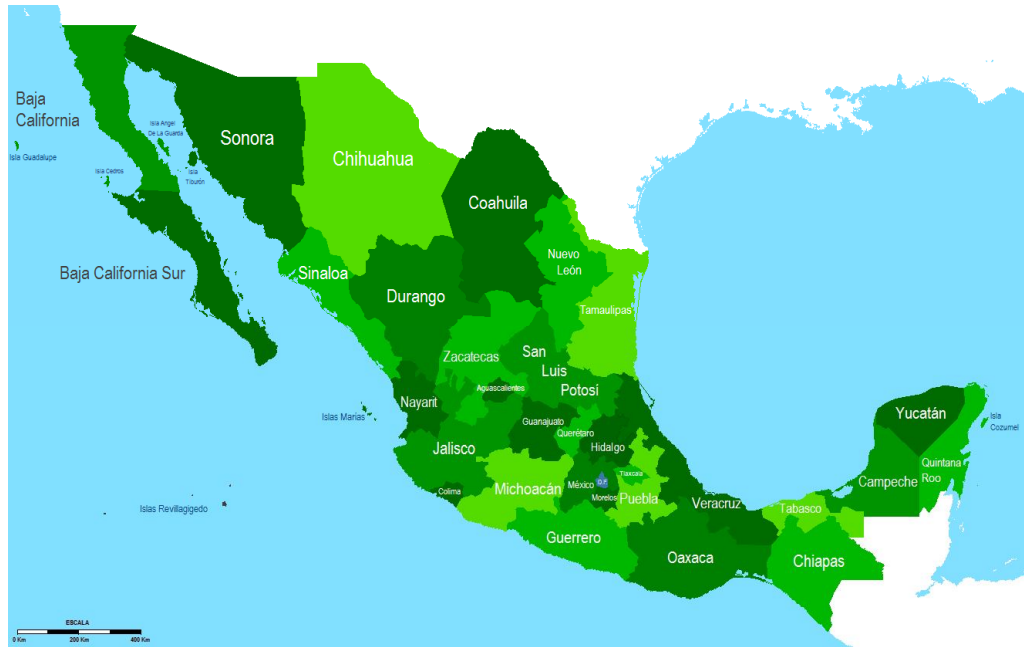 Baja
California
Isla Guadalupe
Isla Angel
De La Guarda
Isla Cedros
Isla
Tiburón
Sonora
Chihuahua
Coahuila
Nuevo
León
Baja California Sur
Sinaloa
Durango
Tamaulipas
Zacatecas
San
Luis
Potosi
Aguascalientes
Nayarit
Islas Marias
Guanajuato
Querétaro
Hidalgo
Jalisco
Yucatán
Isla
Cozumel
Quintana
Roo
Campeche
Tlaxcala
México
D.F.
Morelos
Puebla
Michoacán
Colima
Islas Revillagigedo
Veracruz
Tabasco
Guerrero
Oaxaca
Chiapas
ESCALA
0 Km
200 Km
400 Km